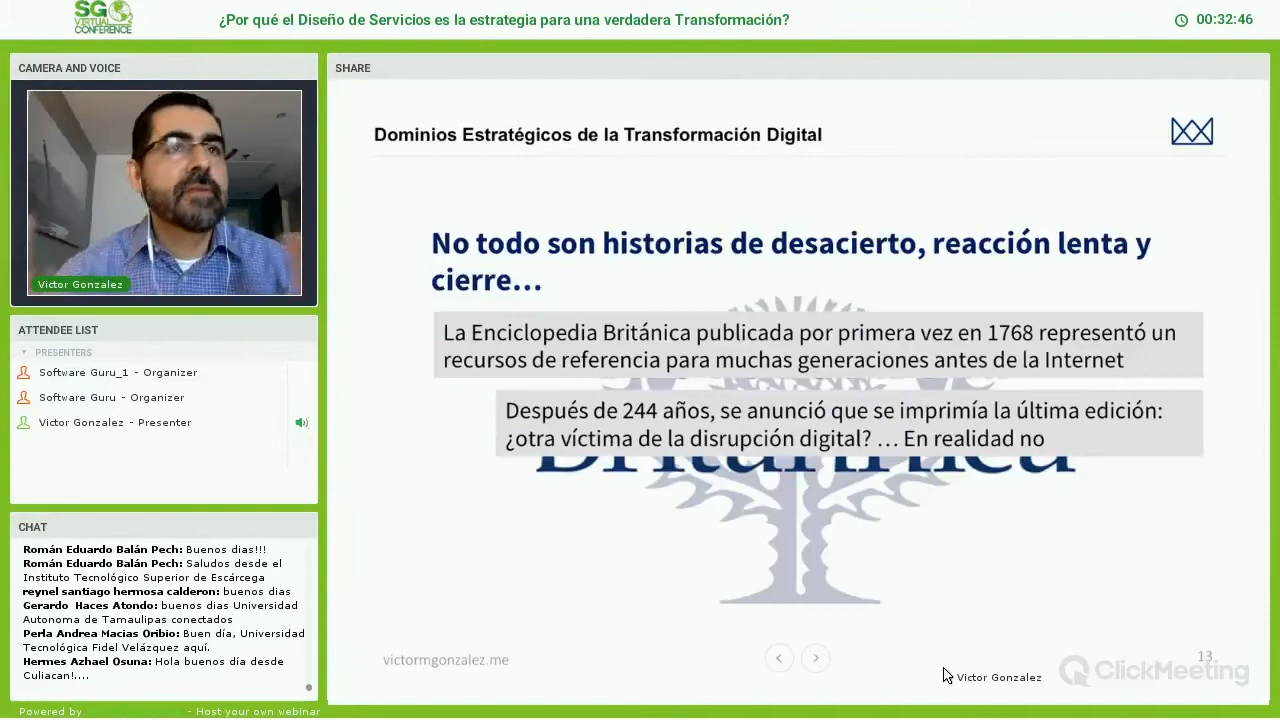 SG
VIRTUAL
CONFERENCE
¿Por qué el Diseño de Servicios es la estrategia para una verdadera Transformación?
00:32:46
CAMERA AND VOICE
Victor Gonzalez
ATTENDEE LIST
PRESENTERS
Software Guru_1 - Organizer
Software Guru - Organizer
Victor Gonzalez - Presenter
CHAT
Román Eduardo Balán Pech: Buenos dias!!!
Román Eduardo Balán Pech: Saludos desde el
Instituto Tecnológico Superior de Escárcega
reynel santiago hermosa calderon: buenos dias
Gerardo Haces Atondo: buenos dias Universidad
Autonoma de Tamaulipas conectados
Perla Andrea Macias Oribio: Buen día, Universidad
Tecnológica Fidel Velázquez aquí.
Hermes Azhael Osuna: Hola buenos día desde
Culiacan!....
Powered by - Host your own webinar
SHARE
Dominios Estratégicos de la Transformación Digital
No todo son historias de desacierto, reacción lenta y
cierre...
La Enciclopedia Británica publicada por primera vez en 1768 representó un
recursos de referencia para muchas generaciones antes de la Internet
Después de 244 años, se anunció que se imprimía la última edición:
¿otra víctima de la disrupción digital? ... En realidad no
victormgonzalez.me
13
Victor Gonzalez
ClickMeeting